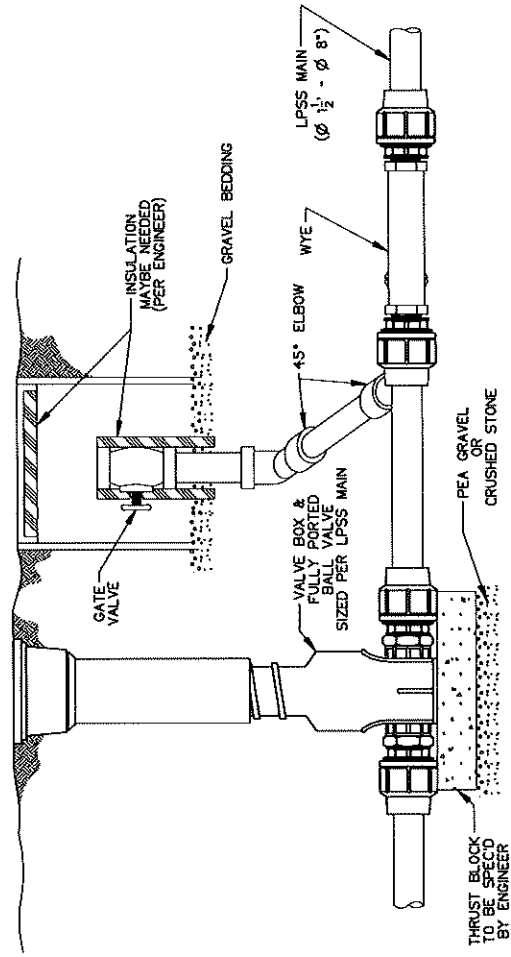 INSULATION
MAYBE NEEDED
(PER ENGINEER)
GRAVEL BEDDING
GATE
VALVE
LPSS MAIN
(Ø 1½" - Ø 8")
WYE
45° ELBOW
VALVE BOX &
FULLY PORTED
BALL VALVE
SIZED PER LPSS MAIN
PEA GRAVEL
OR
CRUSHED STONE
THRUST BLOCK
TO BE SPEC'D
BY ENGINEER